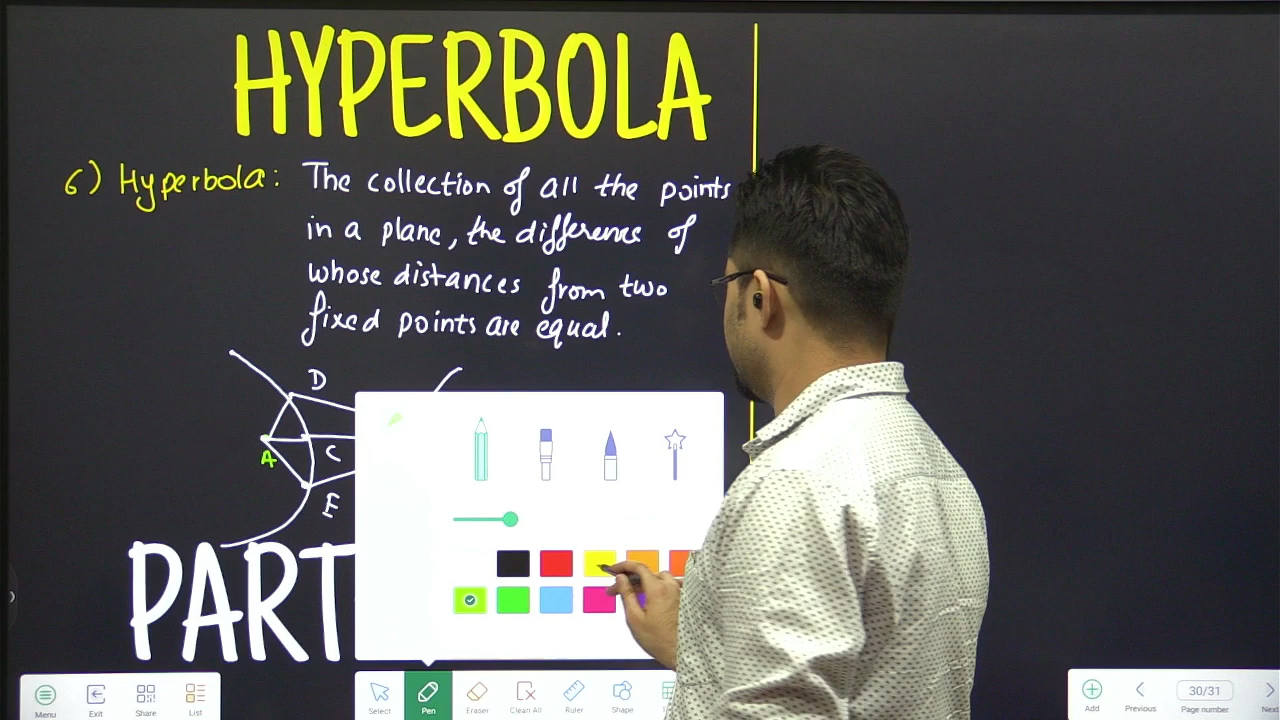 HYPERBOLA
6) Hyperbola: The collection of all the points
in a plane, the difference of
whose distances from two
fixed points are equal.
D
A
C
E
PART
Menu
Exit
Share
List
Select
Pen
Eraser
Clean All
Ruler
Shape
Add
Previous
30/31
Page number
Next